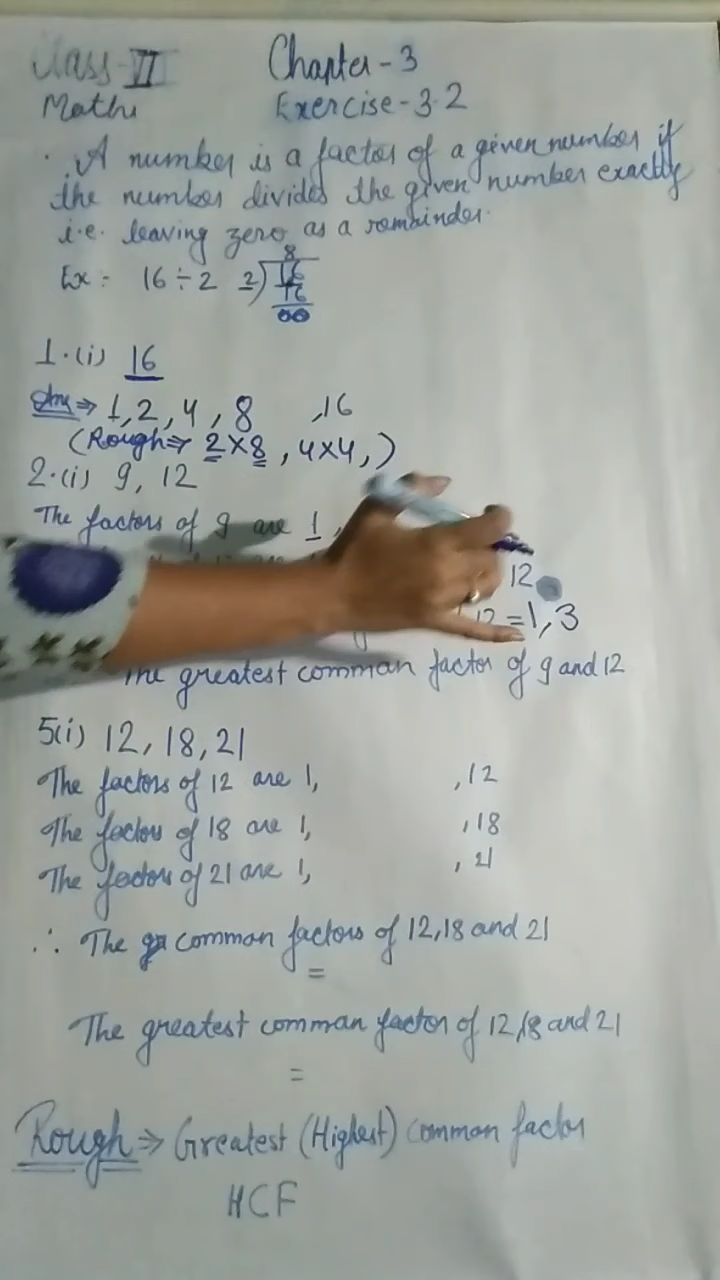 Class-VI Chapter-3
Maths Exercise-3.2
· A number is a factor of a given number if
the number divides the given number exactly
i.e. leaving zero as a remainder.
Ex:- 16÷2 2)16
8
16
00
1.(i) 16
Ans⇒ 1,2,4,8 ,16
(Rough⇒ 2×8, 4×4,)
2.(i) 9, 12
The factors of 9 are 1,
12
12=1,3
The greatest comman factor of 9 and 12
5(i) 12, 18, 21
The factors of 12 are 1, ,12
The factors of 18 are 1, ,18
The factors of 21 are 1, , 21
∴ The common factors of 12,18 and 21
=
The greatest comman factor of 12,18 and 21
=
Rough⇒ Greatest (Highest) common factor
HCF